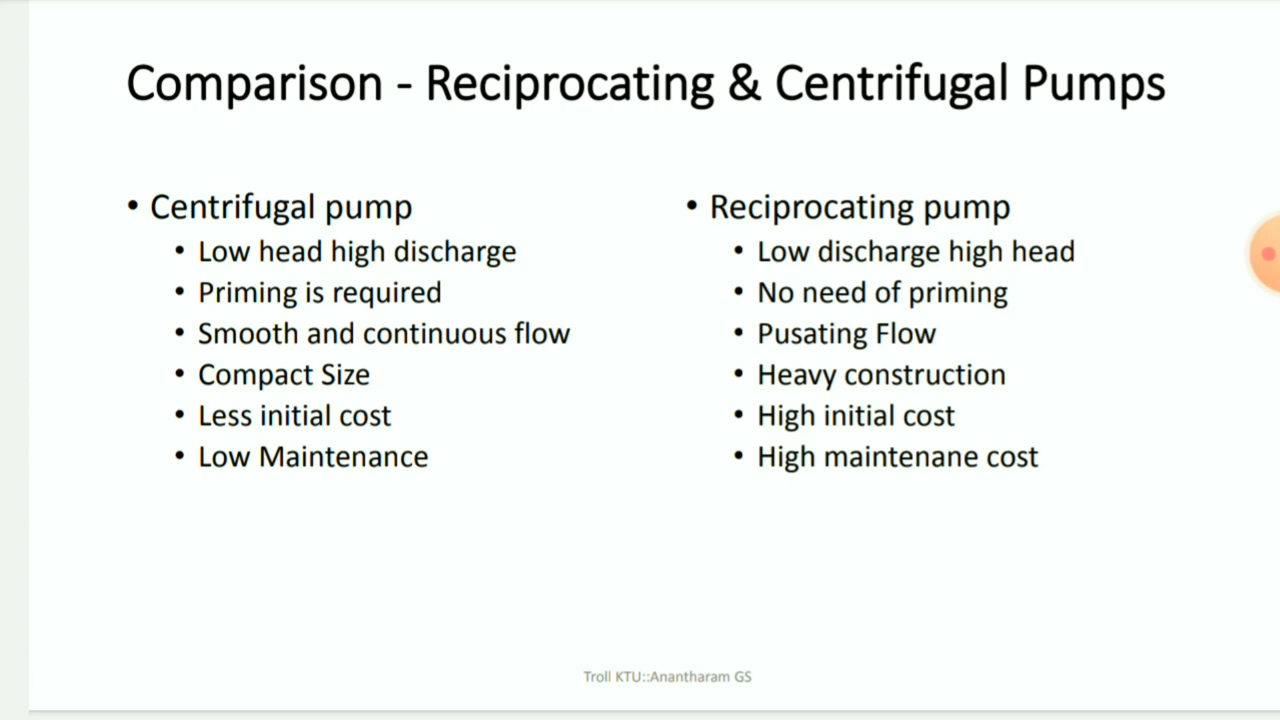 Comparison - Reciprocating & Centrifugal Pumps
• Centrifugal pump
• Low head high discharge
• Priming is required
• Smooth and continuous flow
• Compact Size
• Less initial cost
• Low Maintenance
• Reciprocating pump
• Low discharge high head
• No need of priming
• Pusating Flow
• Heavy construction
• High initial cost
• High maintenane cost
Troll KTU::Anantharam GS